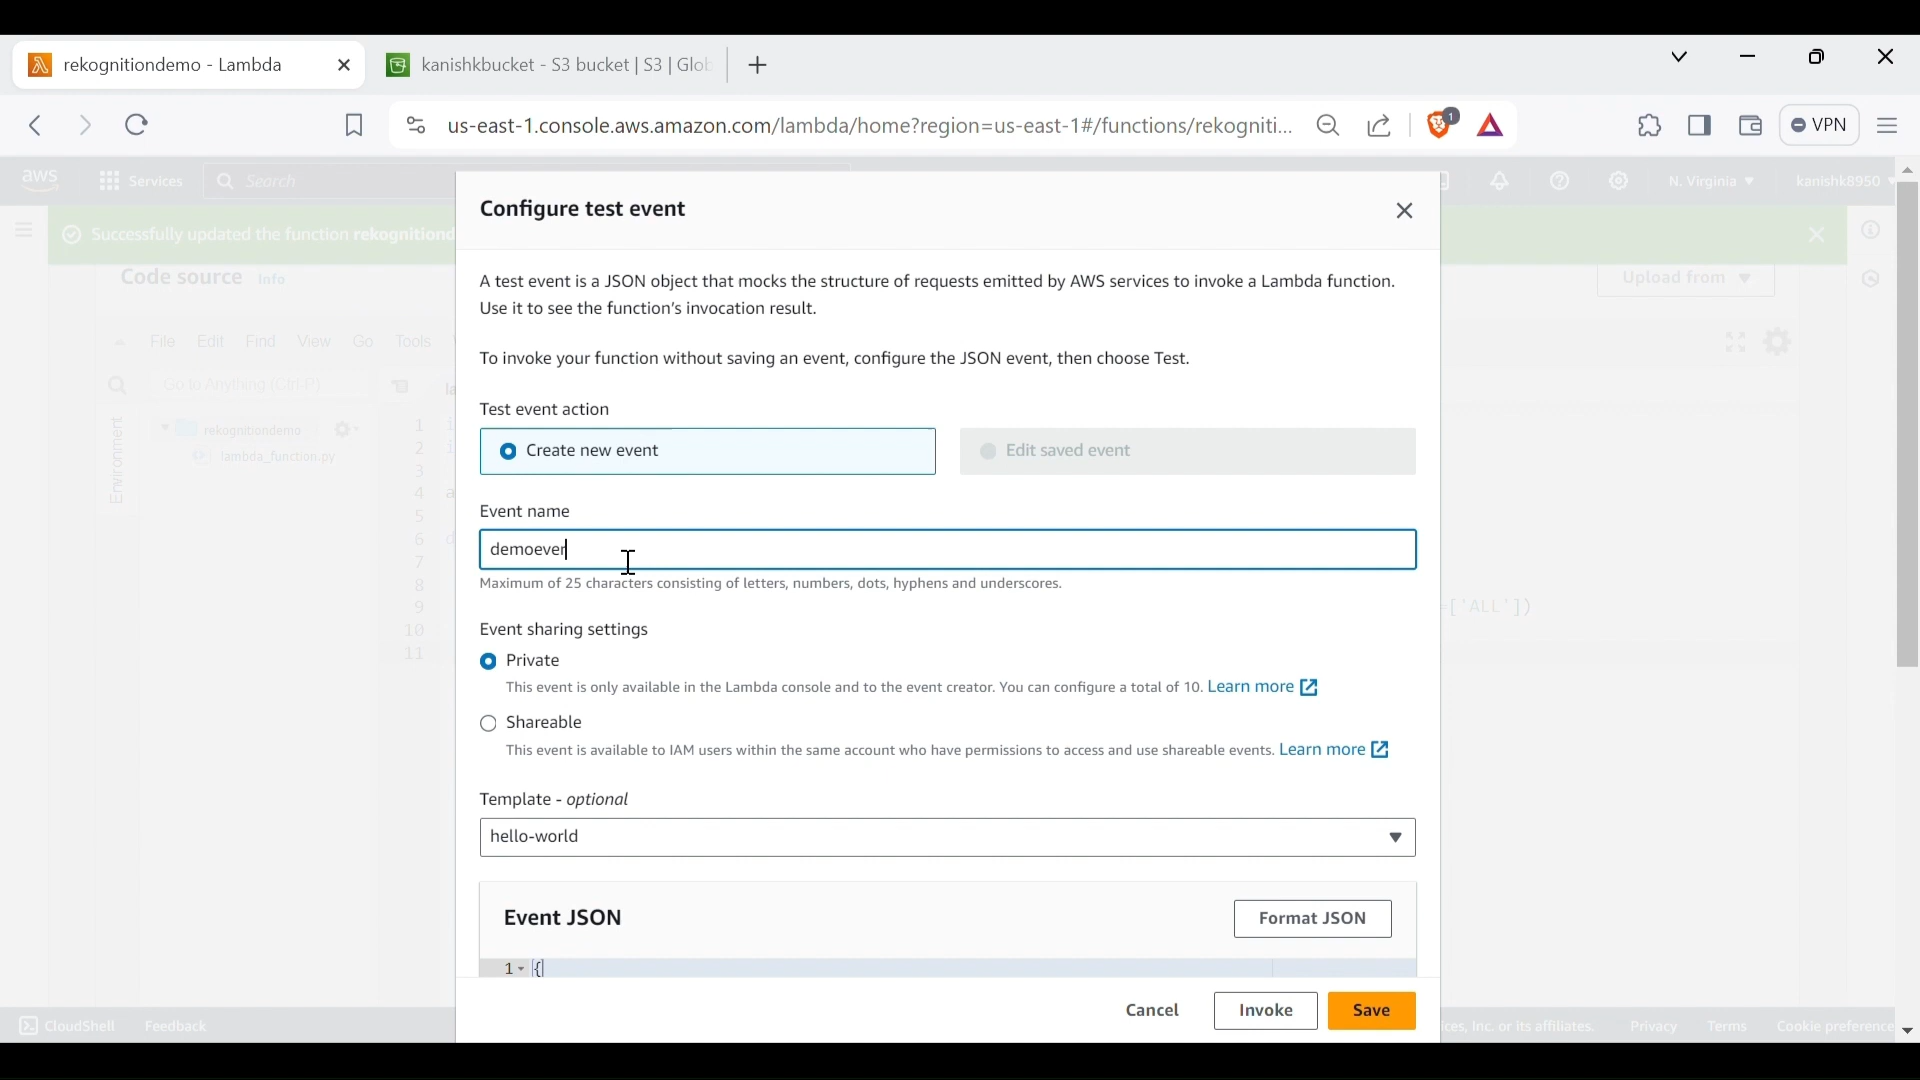 rekognitiondemo - Lambda
kanishkbucket - S3 bucket | S3 | Glob
us-east-1.console.aws.amazon.com/lambda/home?region=us-east-1#/functions/rekogniti...
1
VPN
aws
Services
Search
N. Virginia
kanishk8950
Successfully updated the function rekognitiond
Code source Info
Upload from
File Edit Find View Go Tools
Go to Anything (Ctrl-P)
Environment
rekognitiondemo
lambda_function.py
1
2
3
4
5
6
7
8
9
10
11
=['ALL'])
Configure test event
A test event is a JSON object that mocks the structure of requests emitted by AWS services to invoke a Lambda function.
Use it to see the function's invocation result.
To invoke your function without saving an event, configure the JSON event, then choose Test.
Test event action
Create new event
Edit saved event
Event name
demoever
Maximum of 25 characters consisting of letters, numbers, dots, hyphens and underscores.
Event sharing settings
Private
This event is only available in the Lambda console and to the event creator. You can configure a total of 10. Learn more
Shareable
This event is available to IAM users within the same account who have permissions to access and use shareable events. Learn more
Template - optional
hello-world
Event JSON
Format JSON
1 {
Cancel
Invoke
Save
CloudShell
Feedback
ices, Inc. or its affiliates.
Privacy
Terms
Cookie preference